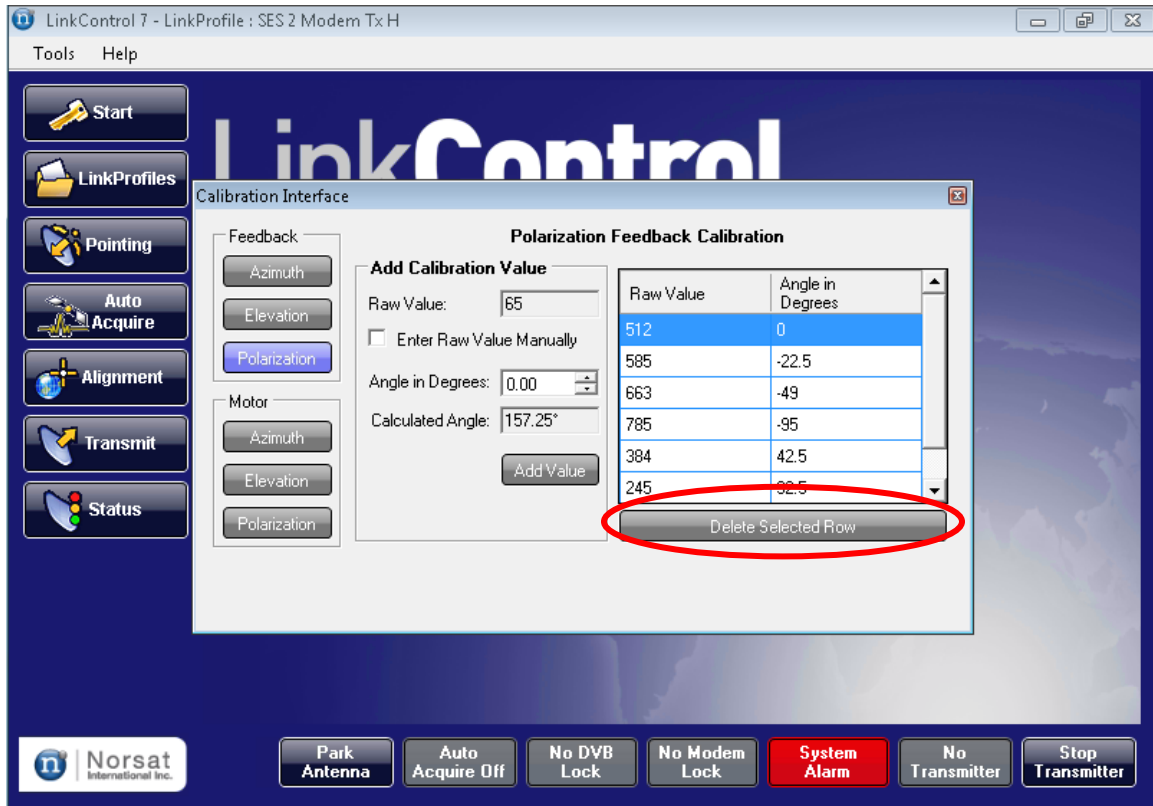 LinkControl 7 - LinkProfile : SES 2 Modem Tx H
Tools Help
Start
LinkProfiles
Pointing
Auto
Acquire
Alignment
Transmit
Status
LinkControl
Calibration Interface
Feedback
Azimuth
Elevation
Polarization
Motor
Azimuth
Elevation
Polarization
Polarization Feedback Calibration
Add Calibration Value
Raw Value: 65
Enter Raw Value Manually
Angle in Degrees: 0.00
Calculated Angle: 157.25°
Add Value
Raw Value Angle in
Degrees
512 0
585 -22.5
663 -49
785 -95
384 42.5
245
Delete Selected Row
n Norsat
International Inc.
Park
Antenna
Auto
Acquire Off
No DVB
Lock
No Modem
Lock
System
Alarm
No
Transmitter
Stop
Transmitter